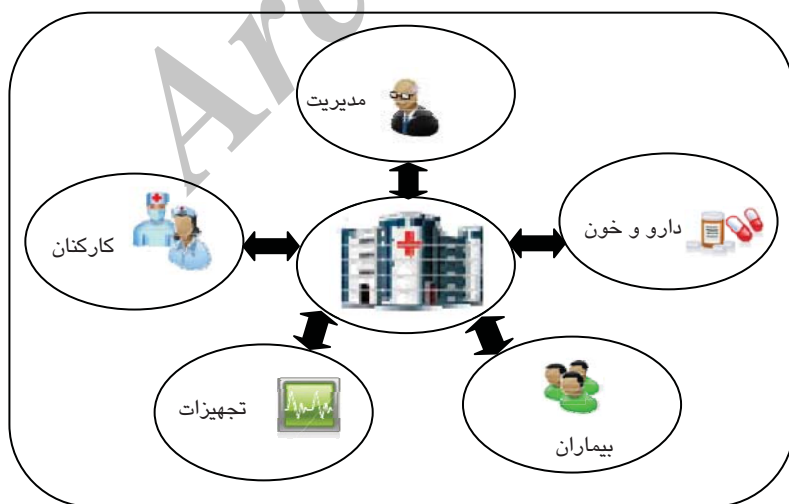 مدیریت
دارو و خون
کارکنان
تجهیزات
بیماران